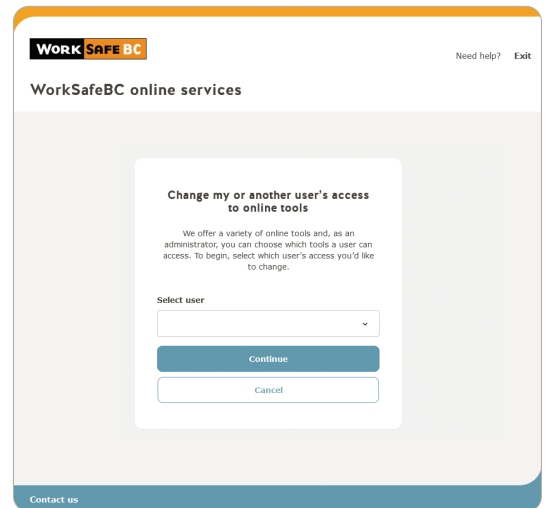 WORK SAFE BC
Need help? Exit
WorkSafeBC online services
Change my or another user's access
to online tools
We offer a variety of online tools and, as an
administrator, you can choose which tools a user can
access. To begin, select which user's access you'd like
to change.
Select user
Continue
Cancel
Contact us